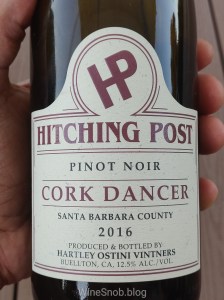 HP
HITCHING POST
PINOT NOIR
CORK DANCER
SANTA BARBARA COUNTY
2016
PRODUCED & BOTTLED BY
HARTLEY OSTINI VINTNERS
BUELLTON, CA, 12.5% ALC./VOL.
WineSnob.blog